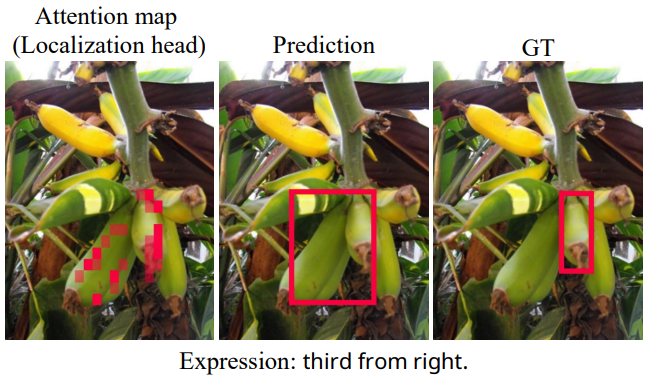 Attention map
(Localization head)
Prediction
GT
Expression: third from right.